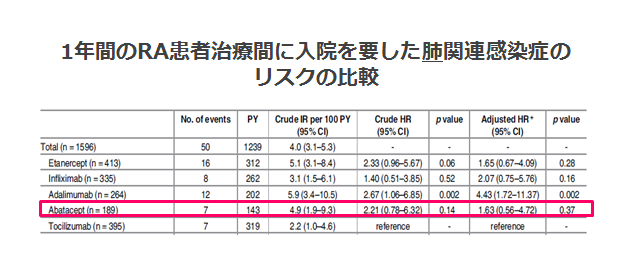 1年間のRA患者治療間に入院を要した肺関連感染症の
リスクの比較
No. of events PY Crude IR per 100 PY (95% CI) Crude HR (95% CI) p value Adjusted HR+ (95% CI) p value
Total (n = 1596) 50 1239 4.0 (3.1–5.3) - - - -
Etanercept (n = 413) 16 312 5.1 (3.1–8.4) 2.33 (0.96–5.67) 0.06 1.65 (0.67–4.09) 0.28
Infliximab (n = 335) 8 262 3.1 (1.5–6.1) 1.40 (0.51–3.85) 0.52 2.07 (0.75–5.76) 0.16
Adalimumab (n = 264) 12 202 5.9 (3.4–10.5) 2.67 (1.06–6.85) 0.002 4.43 (1.72–11.37) 0.002
Abatacept (n = 189) 7 143 4.9 (1.9–9.3) 2.21 (0.78–6.32) 0.14 1.63 (0.56–4.72) 0.37
Tocilizumab (n = 395) 7 319 2.2 (1.0–4.6) reference - reference -